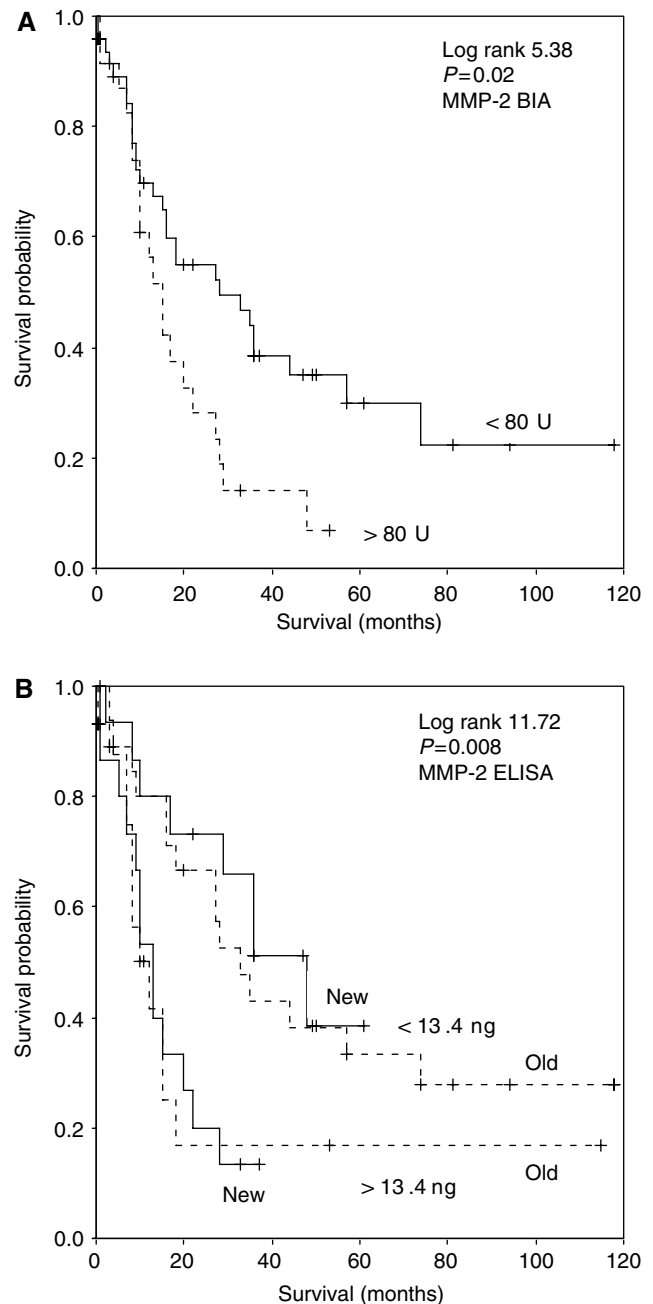 A
1.0
0.8
0.6
0.4
0.2
0.0
Survival probability
Log rank 5.38
P=0.02
MMP-2 BIA
< 80 U
> 80 U
0 20 40 60 80 100 120
Survival (months)
B
1.0
0.8
0.6
0.4
0.2
0.0
Survival probability
Log rank 11.72
P=0.008
MMP-2 ELISA
New
< 13.4 ng
Old
> 13.4 ng
Old
New
0 20 40 60 80 100 120
Survival (months)